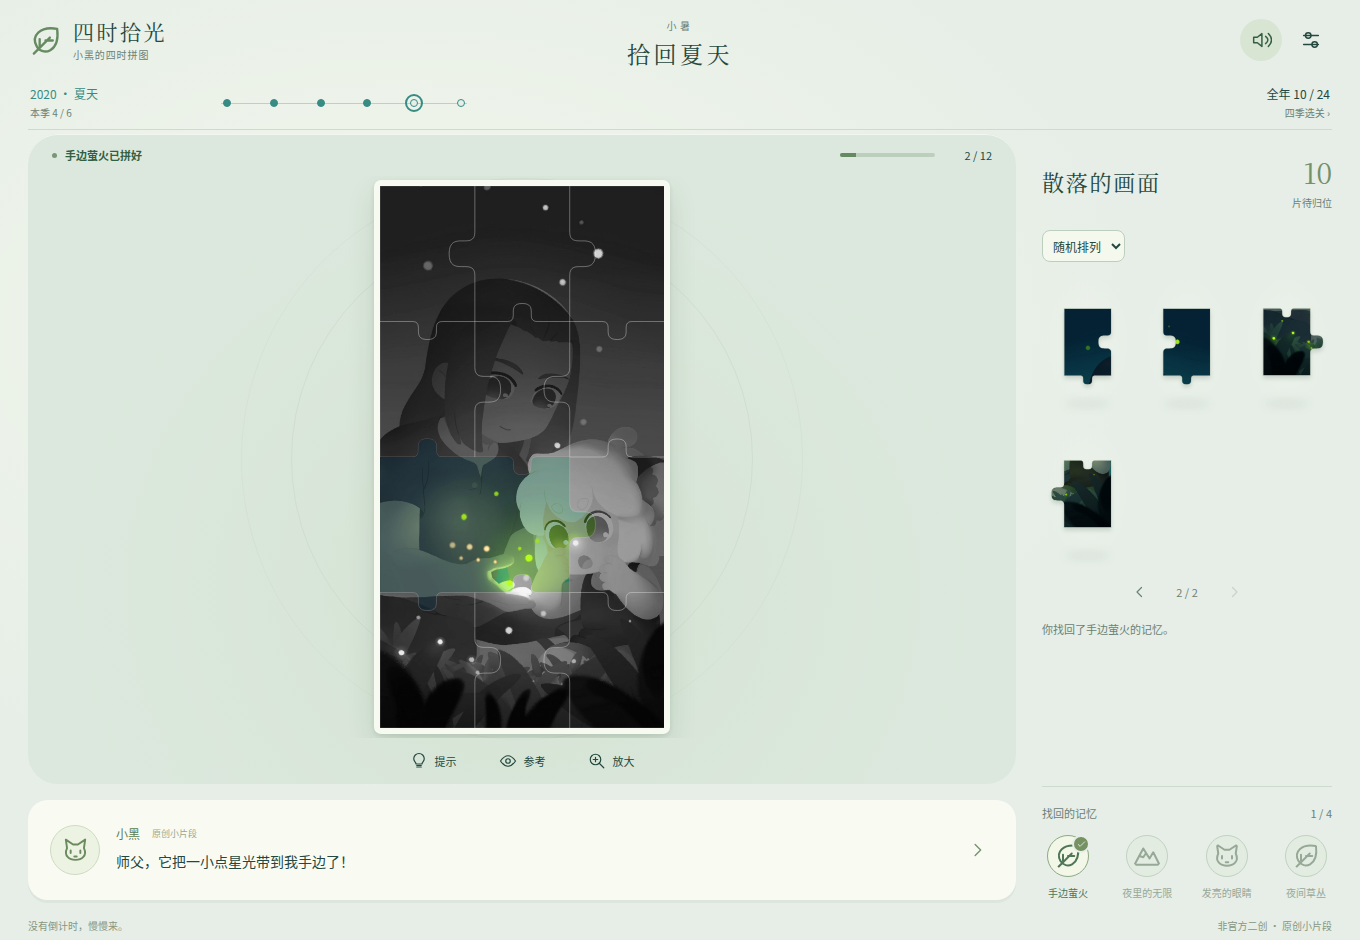 四时拾光
小黑的四时拼图
小暑
拾回夏天
2020 · 夏天
本季 4 / 6
全年 10 / 24
四季选关 ›
手边萤火已拼好
2 / 12
散落的画面
10
片待归位
随机排列
2 / 2
你找回了手边萤火的记忆。
提示
参考
放大
小黑 原创小片段
师父，它把一小点星光带到我手边了！
找回的记忆
1 / 4
手边萤火
夜里的无限
发亮的眼睛
夜间草丛
没有倒计时，慢慢来。
非官方二创 · 原创小片段